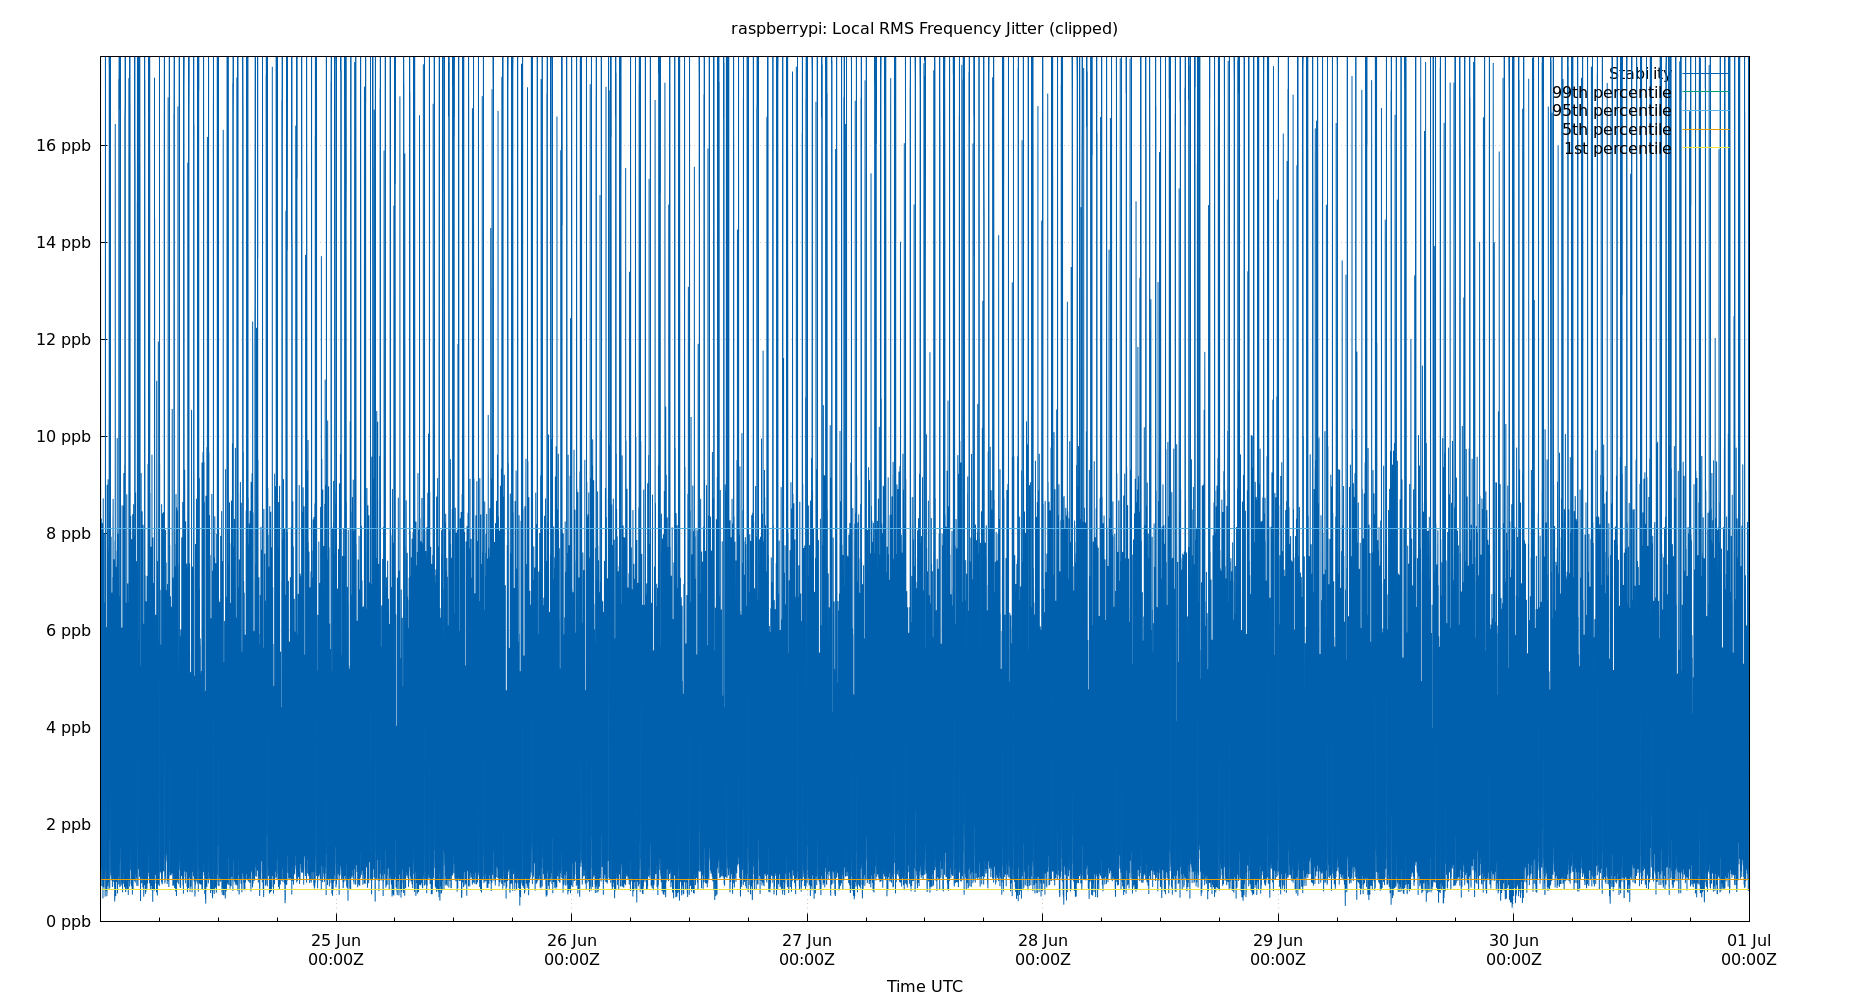 raspberrypi: Local RMS Frequency Jitter (clipped)
Stability
99th percentile
95th percentile
5th percentile
1st percentile
16 ppb
14 ppb
12 ppb
10 ppb
8 ppb
6 ppb
4 ppb
2 ppb
0 ppb
25 Jun 26 Jun 27 Jun 28 Jun 29 Jun 30 Jun 01 Jul
00:00Z 00:00Z 00:00Z 00:00Z 00:00Z 00:00Z 00:00Z
Time UTC